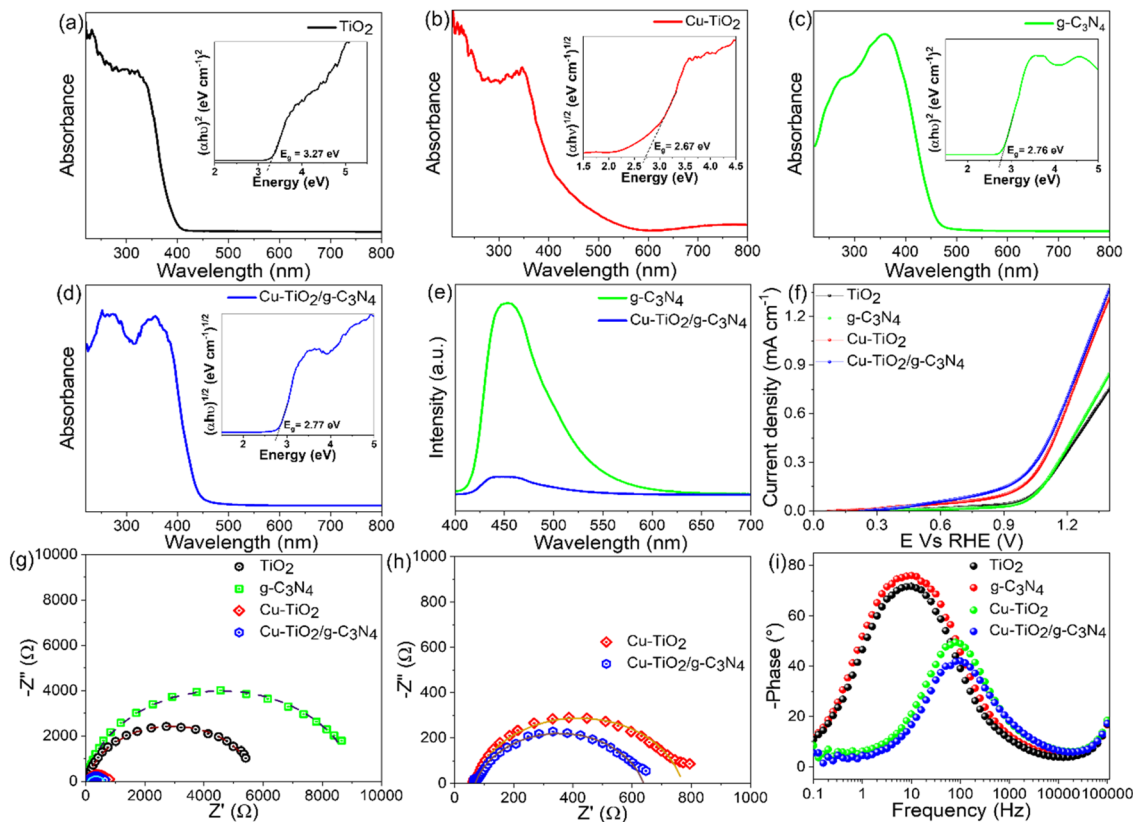 (a)
TiO2
Absorbance
(αhυ)^2 (eV cm^-1)^2
Eg = 3.27 eV
2 3 4 5
Energy (eV)
300 400 500 600 700 800
Wavelength (nm)
(b)
Cu-TiO2
Absorbance
(αhv)^1/2 (eV cm^-1)^1/2
Eg = 2.67 eV
1.5 2.0 2.5 3.0 3.5 4.0 4.5
Energy (eV)
300 400 500 600 700 800
Wavelength (nm)
(c)
g-C3N4
Absorbance
(αhυ)^2 (eV cm^-1)^2
Eg = 2.76 eV
2 3 4 5
Energy (eV)
300 400 500 600 700 800
Wavelength (nm)
(d)
Cu-TiO2/g-C3N4
Absorbance
(αhυ)^1/2 (eV cm^-1)^1/2
Eg= 2.77 eV
2 3 4 5
Energy (eV)
300 400 500 600 700 800
Wavelength (nm)
(e)
g-C3N4
Cu-TiO2/g-C3N4
Intensity (a.u.)
400 450 500 550 600 650 700
Wavelength (nm)
(f)
TiO2
g-C3N4
Cu-TiO2
Cu-TiO2/g-C3N4
Current density (mA cm^-2)
1.2
0.9
0.6
0.3
0.0
0.0 0.3 0.6 0.9 1.2
E Vs RHE (V)
(g)
TiO2
g-C3N4
Cu-TiO2
Cu-TiO2/g-C3N4
-Z" (Ω)
10000
8000
6000
4000
2000
0
0 2000 4000 6000 8000 10000
Z' (Ω)
(h)
Cu-TiO2
Cu-TiO2/g-C3N4
-Z" (Ω)
1000
800
600
400
200
0
0 200 400 600 800 1000
Z' (Ω)
(i)
TiO2
g-C3N4
Cu-TiO2
Cu-TiO2/g-C3N4
-Phase (°)
80
60
40
20
0
0.1 1 10 100 1000 10000 100000
Frequency (Hz)